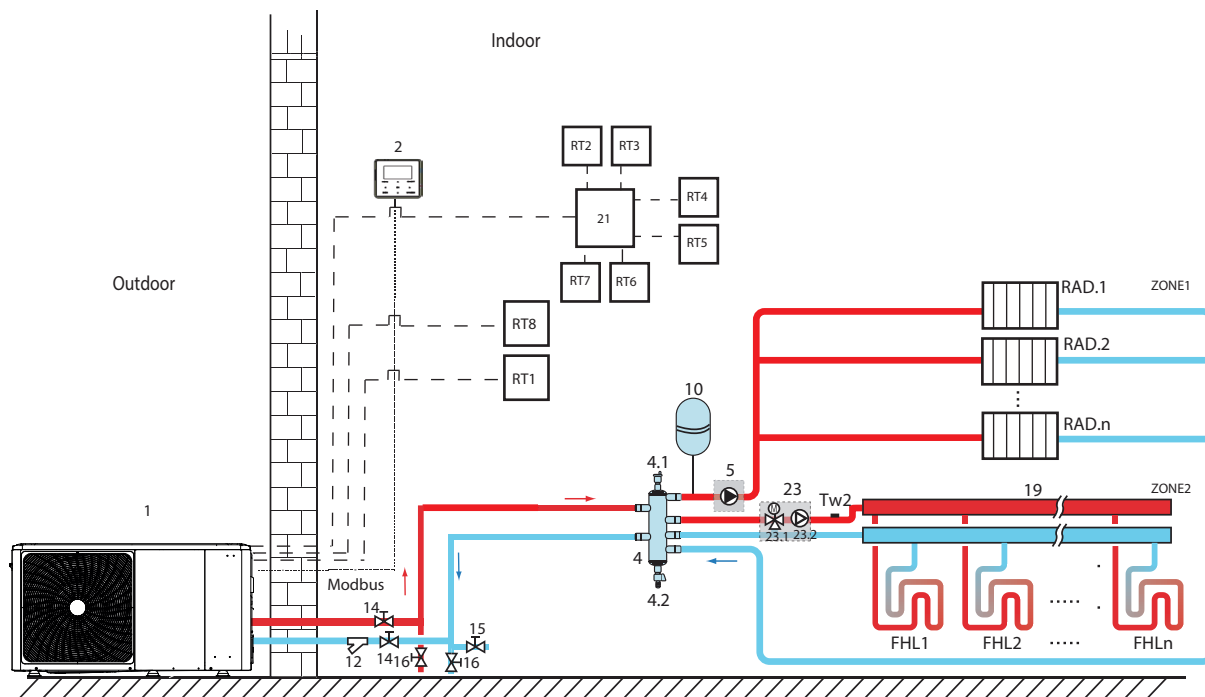 Indoor
2
RT2
RT3
21
RT4
RT5
RT7
RT6
Outdoor
RT8
RT1
RAD.1
ZONE1
RAD.2
RAD.n
10
4.1
5
23
Tw2
19
ZONE2
M
23.1
23.2
4
4.2
1
Modbus
14
15
12
14
16
16
FHL1
FHL2
FHLn